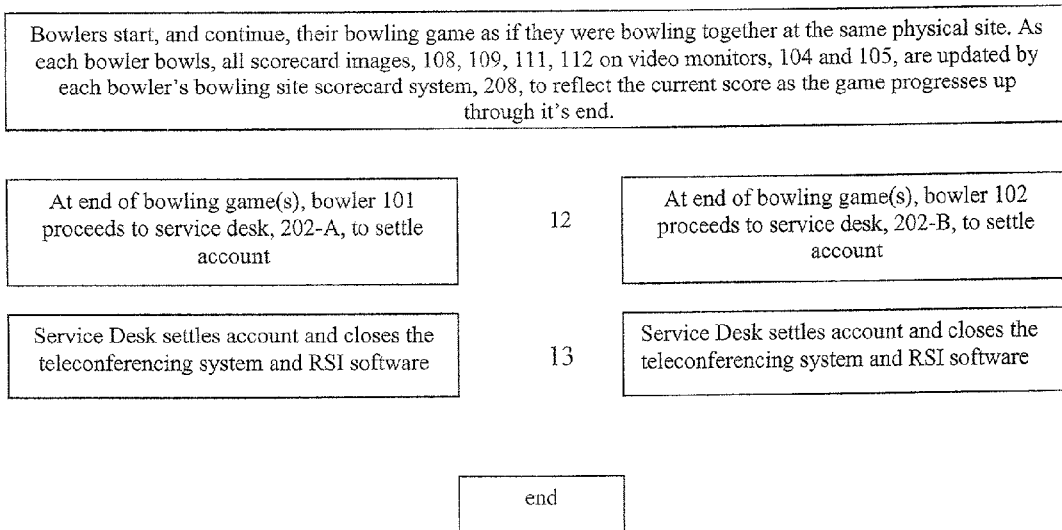 Bowlers start, and continue, their bowling game as if they were bowling together at the same physical site. As
each bowler bowls, all scorecard images, 108, 109, 111, 112 on video monitors, 104 and 105, are updated by
each bowler's bowling site scorecard system, 208, to reflect the current score as the game progresses up
through it's end.
At end of bowling game(s), bowler 101
proceeds to service desk, 202-A, to settle
account
12
At end of bowling game(s), bowler 102
proceeds to service desk, 202-B, to settle
account
Service Desk settles account and closes the
teleconferencing system and RSI software
13
Service Desk settles account and closes the
teleconferencing system and RSI software
end